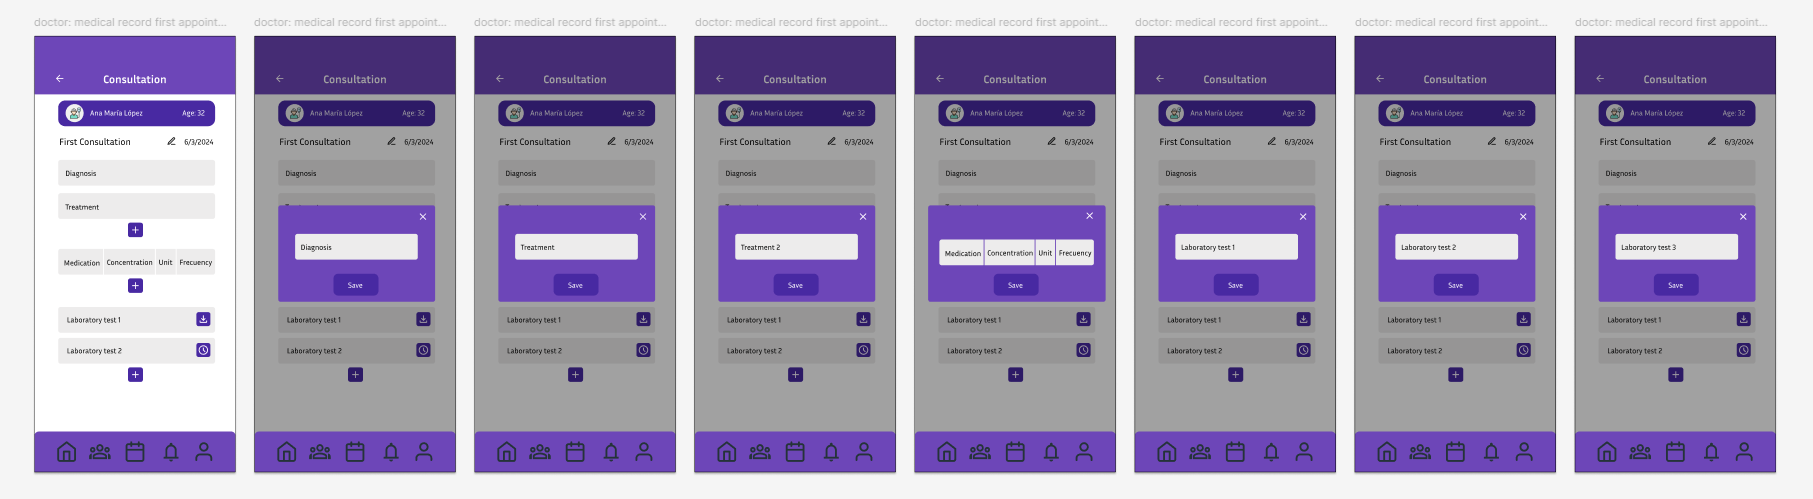 doctor: medical record first appoint...
Consultation
Ana María López Age: 32
First Consultation 6/3/2024
Diagnosis
Treatment
Medication Concentration Unit Frecuency
Laboratory test 1
Laboratory test 2
doctor: medical record first appoint...
Consultation
Ana María López Age: 32
First Consultation 6/3/2024
Diagnosis
Diagnosis
Save
Laboratory test 1
Laboratory test 2
doctor: medical record first appoint...
Consultation
Ana María López Age: 32
First Consultation 6/3/2024
Diagnosis
Treatment
Save
Laboratory test 1
Laboratory test 2
doctor: medical record first appoint...
Consultation
Ana María López Age: 32
First Consultation 6/3/2024
Diagnosis
Treatment 2
Save
Laboratory test 1
Laboratory test 2
doctor: medical record first appoint...
Consultation
Ana María López Age: 32
First Consultation 6/3/2024
Diagnosis
Medication Concentration Unit Frecuency
Save
Laboratory test 1
Laboratory test 2
doctor: medical record first appoint...
Consultation
Ana María López Age: 32
First Consultation 6/3/2024
Diagnosis
Laboratory test 1
Save
Laboratory test 1
Laboratory test 2
doctor: medical record first appoint...
Consultation
Ana María López Age: 32
First Consultation 6/3/2024
Diagnosis
Laboratory test 2
Save
Laboratory test 1
Laboratory test 2
doctor: medical record first appoint...
Consultation
Ana María López Age: 32
First Consultation 6/3/2024
Diagnosis
Laboratory test 3
Save
Laboratory test 1
Laboratory test 2